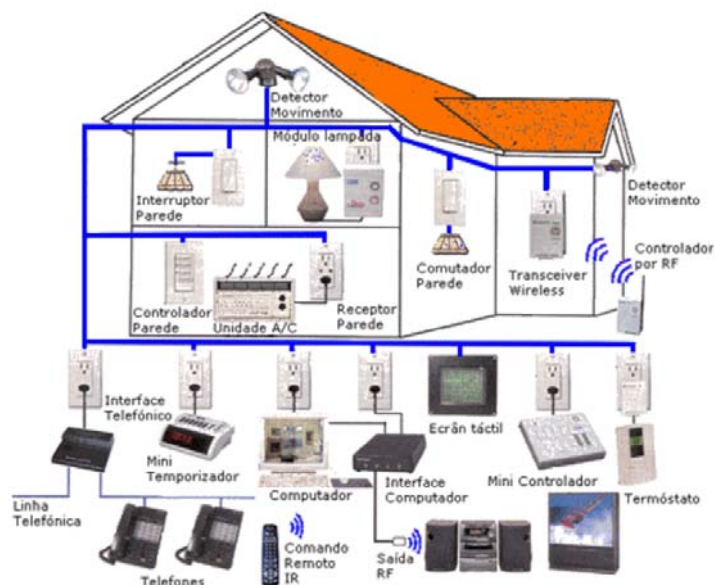 Detector
Movimento
Módulo lampada
Interruptor
Parede
Detector
Movimento
Comutador
Parede
Transceiver
Wireless
Controlador
por RF
Controlador
Parede
Unidade A/C
Receptor
Parede
Interface
Telefónico
Mini
Temporizador
Computador
Interface
Computador
Ecrãn táctil
Mini Controlador
Termóstato
Linha
Telefónica
Telefones
Comando
Remoto
IR
Saída
RF